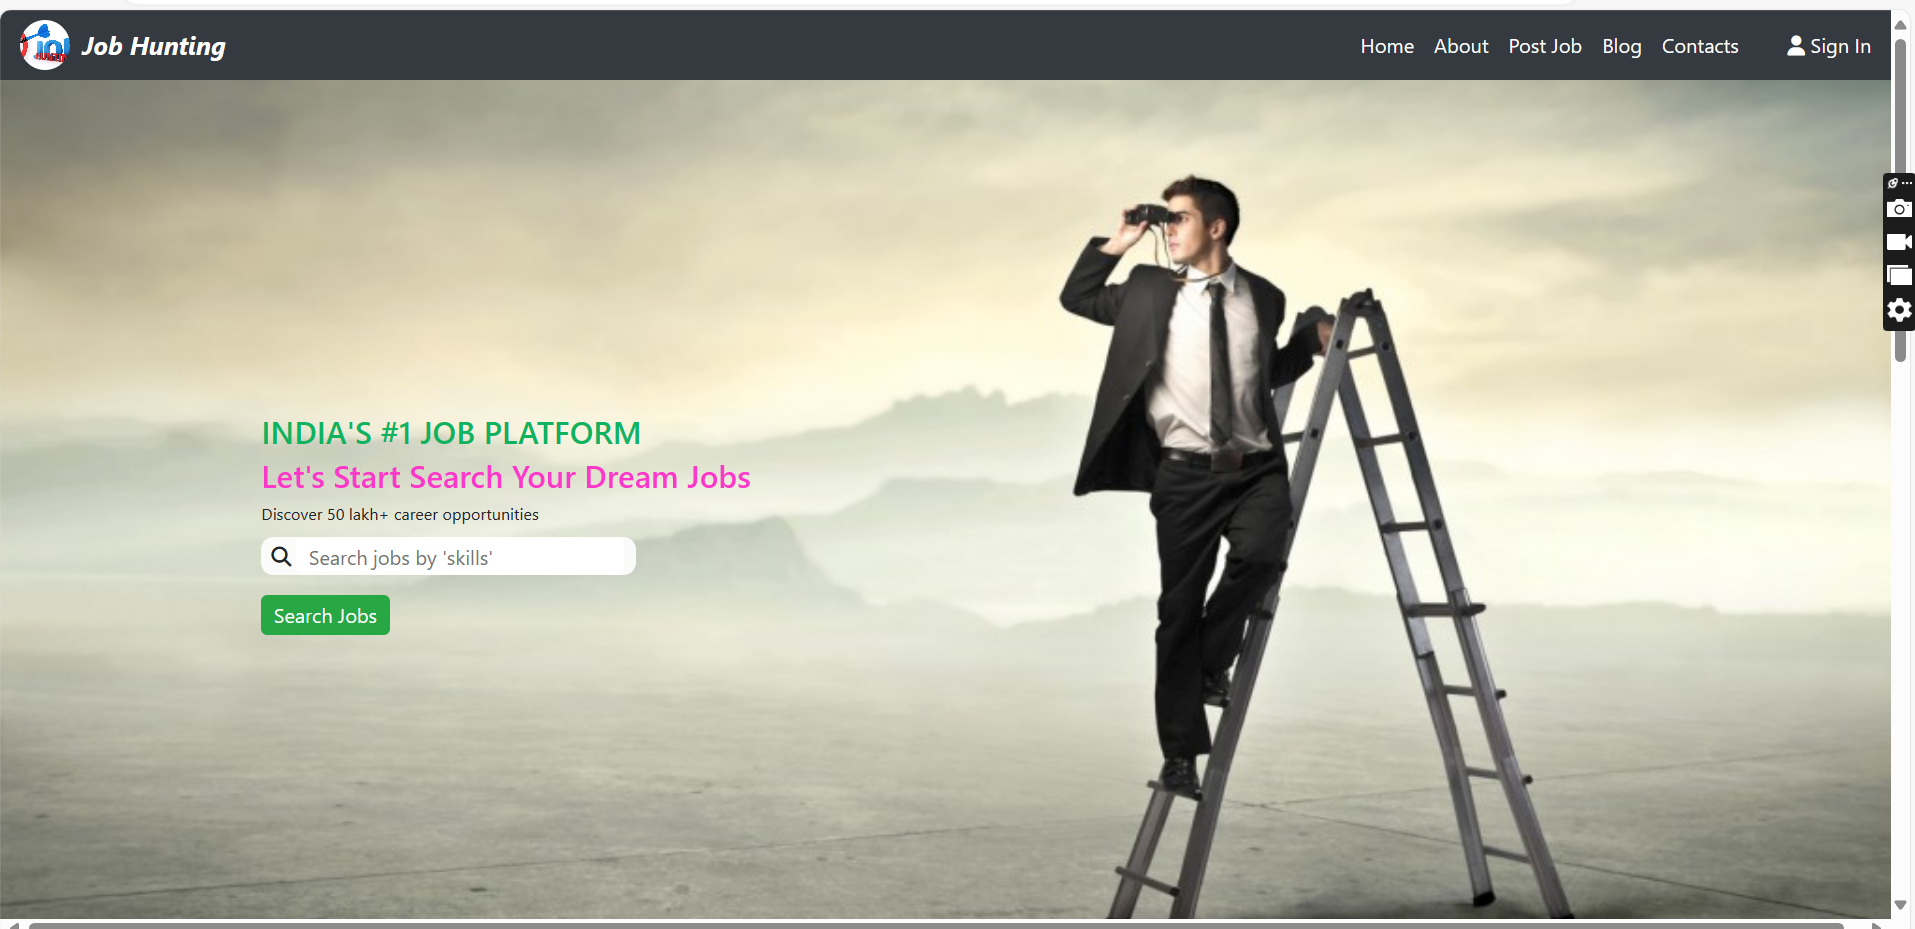 Job Hunting
Home About Post Job Blog Contacts Sign In
INDIA'S #1 JOB PLATFORM
Let's Start Search Your Dream Jobs
Discover 50 lakh+ career opportunities
Search jobs by 'skills'
Search Jobs